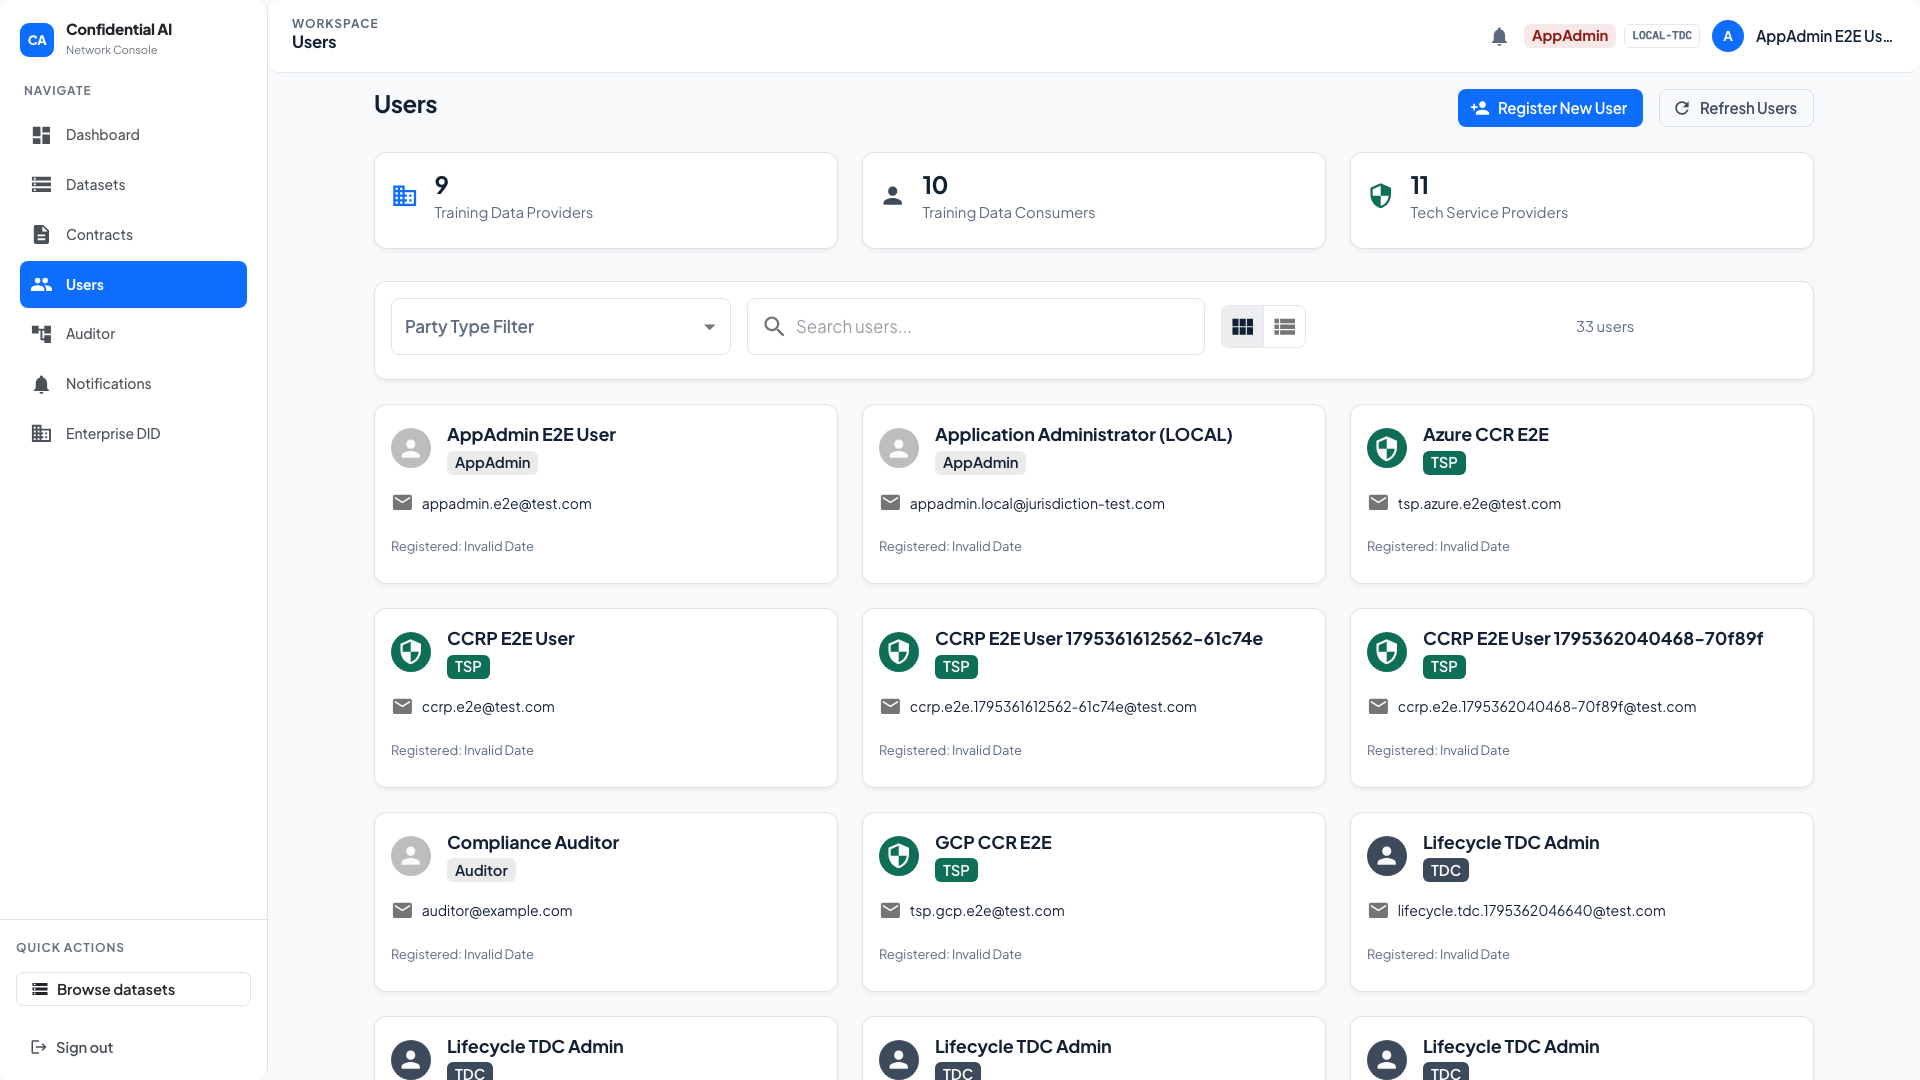 CA
Confidential AI
Network Console
NAVIGATE
Dashboard
Datasets
Contracts
Users
Auditor
Notifications
Enterprise DID
QUICK ACTIONS
Browse datasets
Sign out
WORKSPACE
Users
AppAdmin
LOCAL-TDC
A
AppAdmin E2E Us...
Users
Register New User
Refresh Users
9
Training Data Providers
10
Training Data Consumers
11
Tech Service Providers
Party Type Filter
Search users...
33 users
AppAdmin E2E User
AppAdmin
appadmin.e2e@test.com
Registered: Invalid Date
Application Administrator (LOCAL)
AppAdmin
appadmin.local@jurisdiction-test.com
Registered: Invalid Date
Azure CCR E2E
TSP
tsp.azure.e2e@test.com
Registered: Invalid Date
CCRP E2E User
TSP
ccrp.e2e@test.com
Registered: Invalid Date
CCRP E2E User 1795361612562-61c74e
TSP
ccrp.e2e.1795361612562-61c74e@test.com
Registered: Invalid Date
CCRP E2E User 1795362040468-70f89f
TSP
ccrp.e2e.1795362040468-70f89f@test.com
Registered: Invalid Date
Compliance Auditor
Auditor
auditor@example.com
Registered: Invalid Date
GCP CCR E2E
TSP
tsp.gcp.e2e@test.com
Registered: Invalid Date
Lifecycle TDC Admin
TDC
lifecycle.tdc.1795362046640@test.com
Registered: Invalid Date
Lifecycle TDC Admin
TDC
Lifecycle TDC Admin
TDC
Lifecycle TDC Admin
TDC